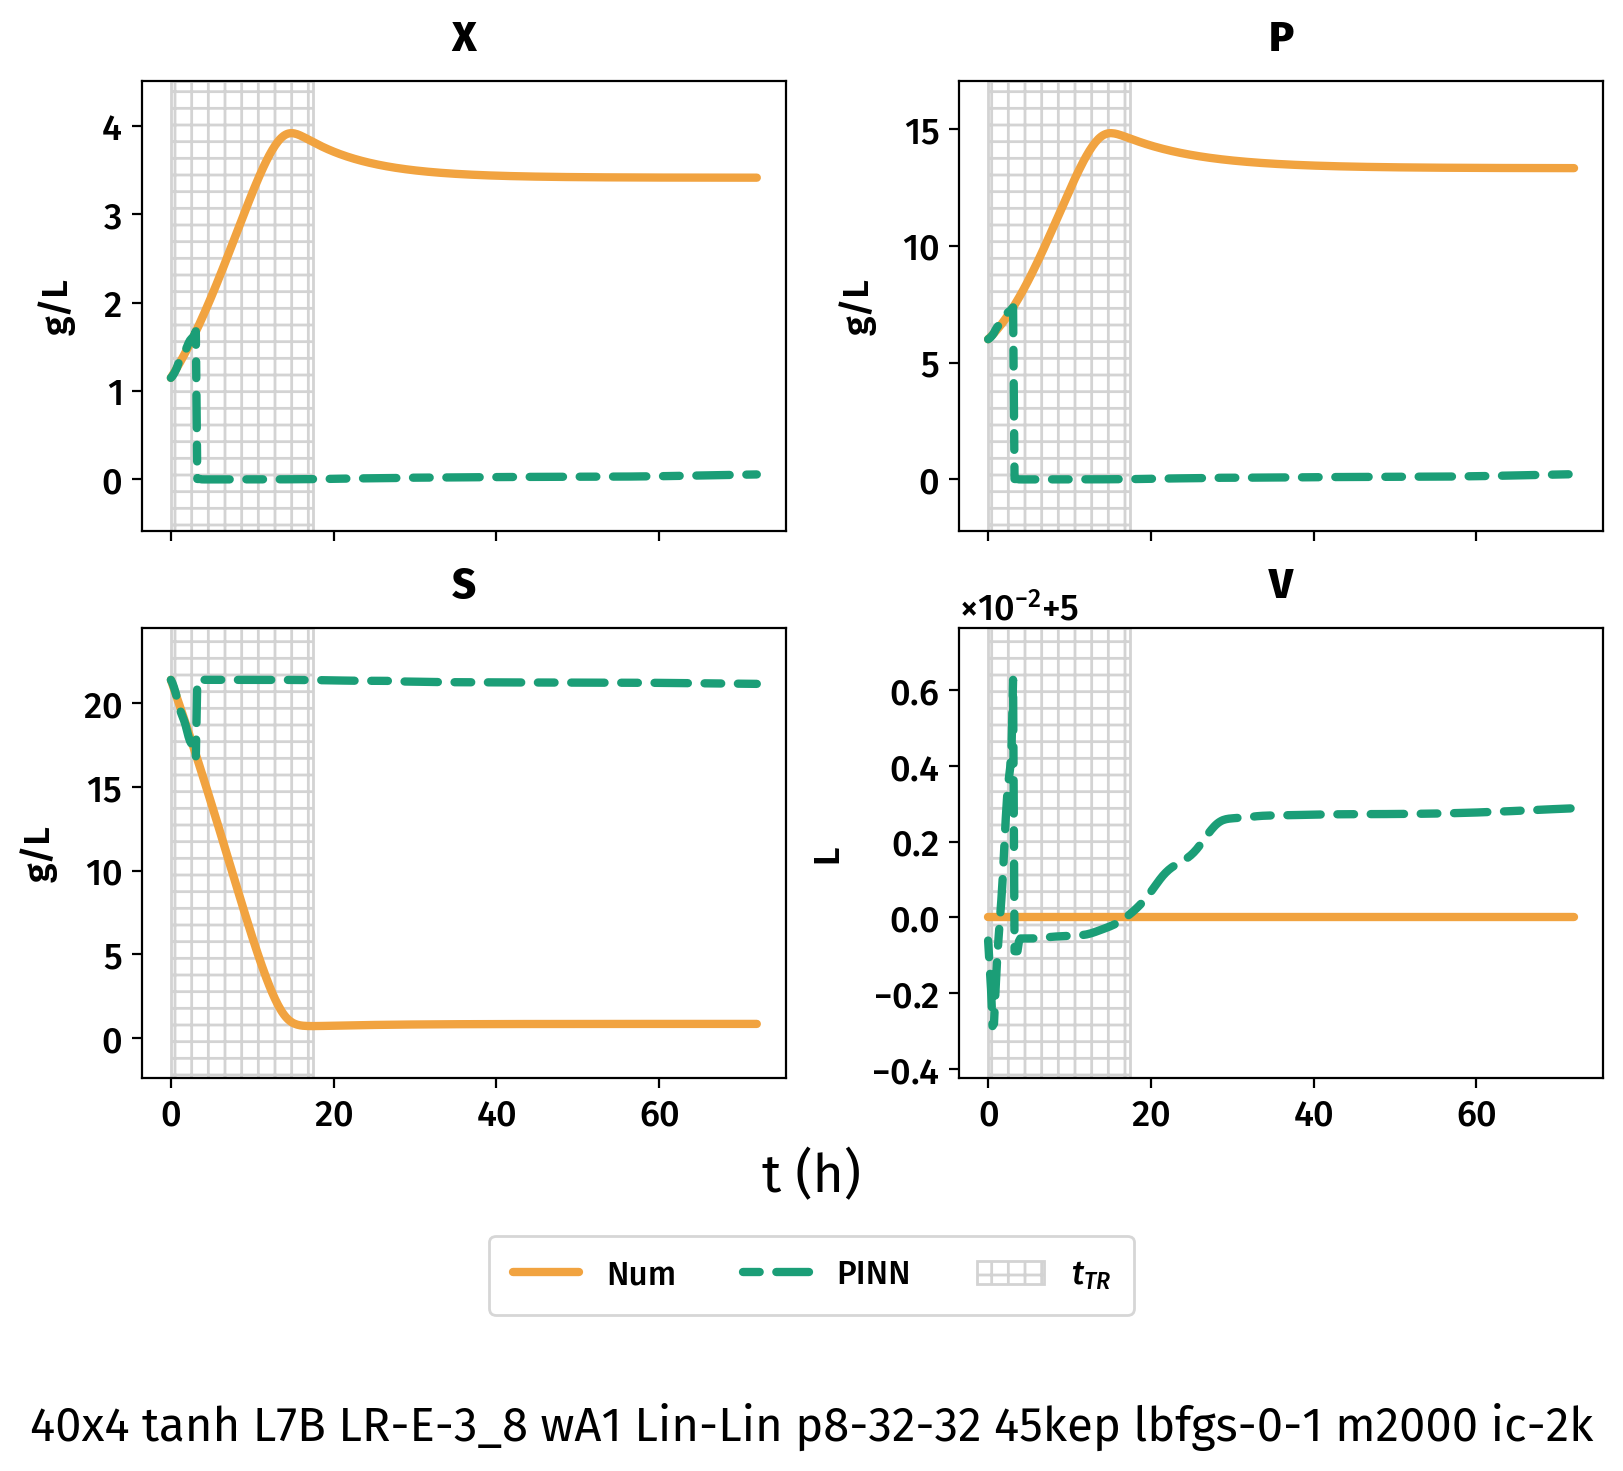 X
P
4
3
2
1
0
g/L
15
10
5
0
g/L
S
V
×10⁻²+5
20
15
10
5
0
g/L
0.6
0.4
0.2
0.0
−0.2
−0.4
L
0 20 40 60
0 20 40 60
t (h)
Num PINN t_TR
40x4 tanh L7B LR-E-3_8 wA1 Lin-Lin p8-32-32 45kep lbfgs-0-1 m2000 ic-2k